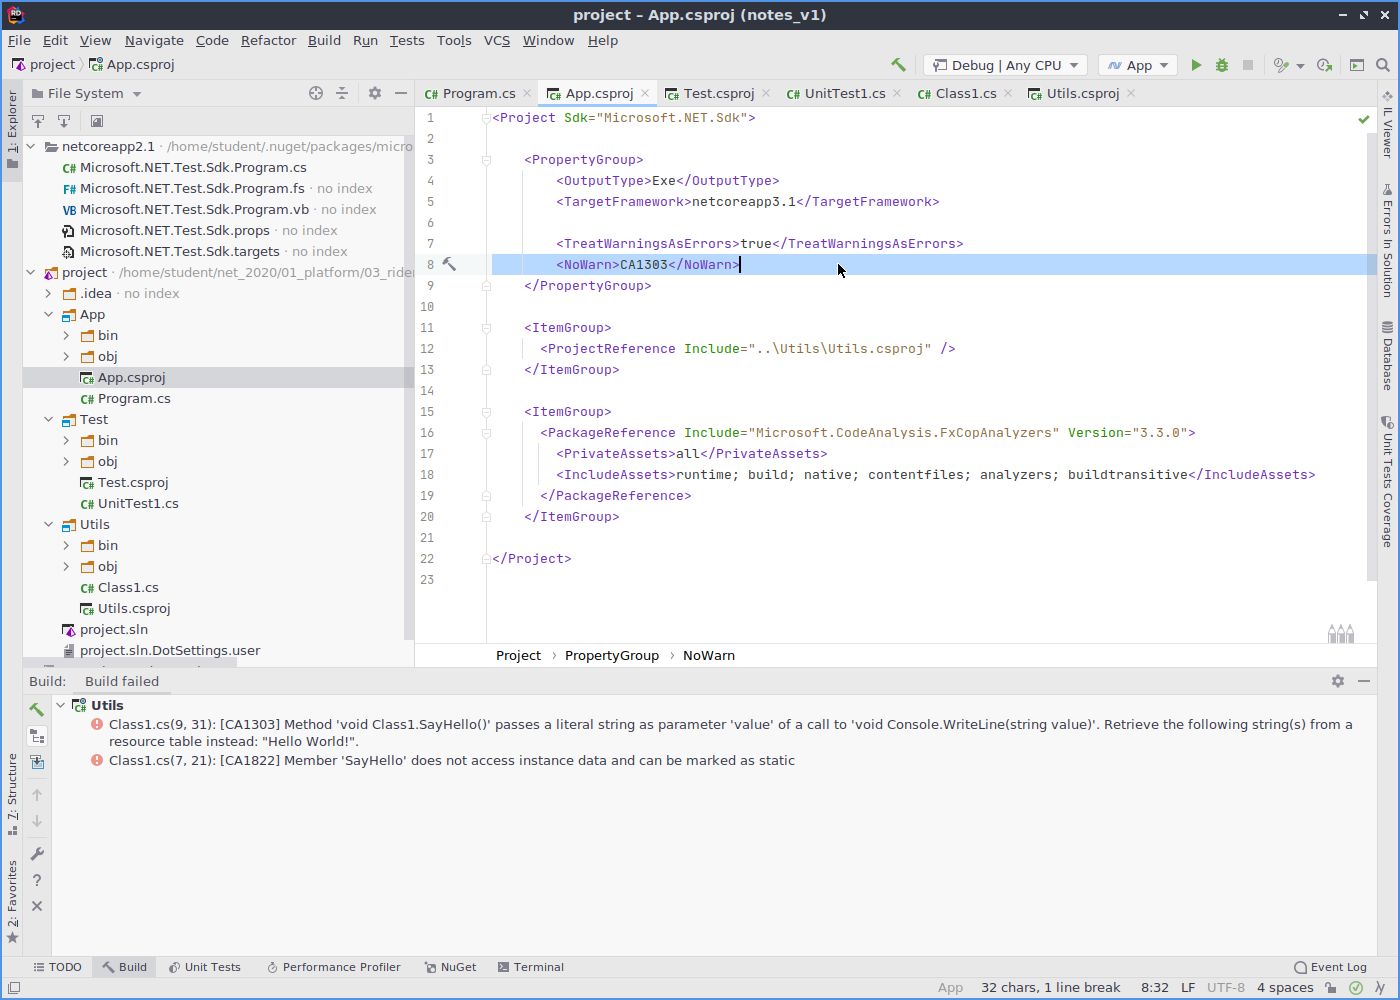 project – App.csproj (notes_v1)
File Edit View Navigate Code Refactor Build Run Tests Tools VCS Window Help
project App.csproj Debug | Any CPU App
1: Explorer
File System
Program.cs App.csproj Test.csproj UnitTest1.cs Class1.cs Utils.csproj
netcoreapp2.1 · /home/student/.nuget/packages/micro
Microsoft.NET.Test.Sdk.Program.cs
Microsoft.NET.Test.Sdk.Program.fs · no index
Microsoft.NET.Test.Sdk.Program.vb · no index
Microsoft.NET.Test.Sdk.props · no index
Microsoft.NET.Test.Sdk.targets · no index
project · /home/student/net_2020/01_platform/03_rider
.idea · no index
App
bin
obj
App.csproj
Program.cs
Test
bin
obj
Test.csproj
UnitTest1.cs
Utils
bin
obj
Class1.cs
Utils.csproj
project.sln
project.sln.DotSettings.user
1 <Project Sdk="Microsoft.NET.Sdk">
2
3 <PropertyGroup>
4 <OutputType>Exe</OutputType>
5 <TargetFramework>netcoreapp3.1</TargetFramework>
6
7 <TreatWarningsAsErrors>true</TreatWarningsAsErrors>
8 <NoWarn>CA1303</NoWarn>
9 </PropertyGroup>
10
11 <ItemGroup>
12 <ProjectReference Include="..\Utils\Utils.csproj" />
13 </ItemGroup>
14
15 <ItemGroup>
16 <PackageReference Include="Microsoft.CodeAnalysis.FxCopAnalyzers" Version="3.3.0">
17 <PrivateAssets>all</PrivateAssets>
18 <IncludeAssets>runtime; build; native; contentfiles; analyzers; buildtransitive</IncludeAssets>
19 </PackageReference>
20 </ItemGroup>
21
22 </Project>
23
Project › PropertyGroup › NoWarn
IL Viewer
Errors In Solution
Database
Unit Tests Coverage
Build: Build failed
Utils
Class1.cs(9, 31): [CA1303] Method 'void Class1.SayHello()' passes a literal string as parameter 'value' of a call to 'void Console.WriteLine(string value)'. Retrieve the following string(s) from a
resource table instead: "Hello World!".
Class1.cs(7, 21): [CA1822] Member 'SayHello' does not access instance data and can be marked as static
7: Structure
2: Favorites
TODO Build Unit Tests Performance Profiler NuGet Terminal Event Log
App 32 chars, 1 line break 8:32 LF UTF-8 4 spaces